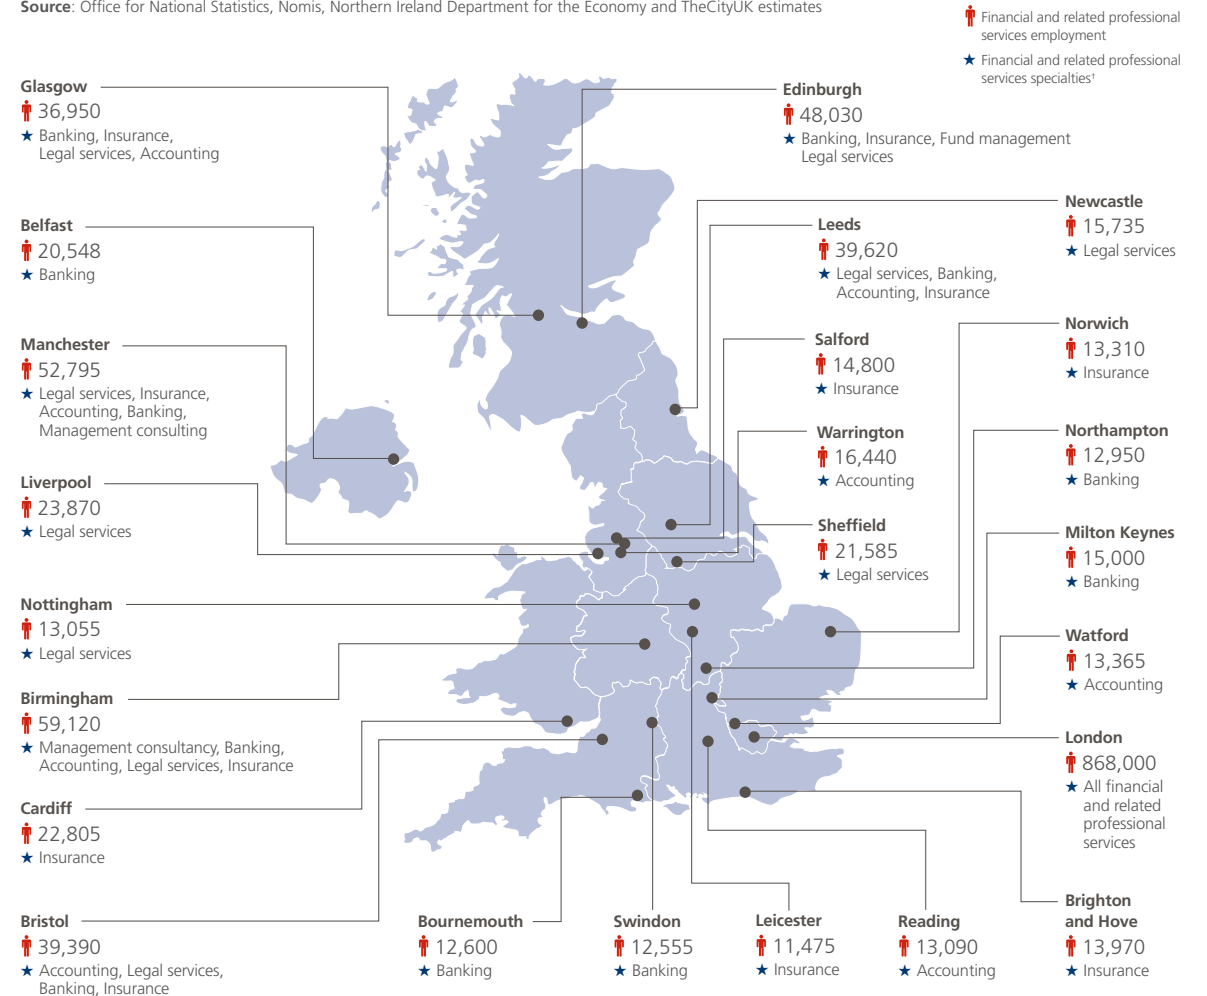 Source: Office for National Statistics, Nomis, Northern Ireland Department for the Economy and TheCityUK estimates
Financial and related professional
services employment
Financial and related professional
services specialties†
Glasgow
36,950
Banking, Insurance,
Legal services, Accounting
Edinburgh
48,030
Banking, Insurance, Fund management
Legal services
Belfast
20,548
Banking
Leeds
39,620
Legal services, Banking,
Accounting, Insurance
Newcastle
15,735
Legal services
Manchester
52,795
Legal services, Insurance,
Accounting, Banking,
Management consulting
Salford
14,800
Insurance
Norwich
13,310
Insurance
Liverpool
23,870
Legal services
Warrington
16,440
Accounting
Northampton
12,950
Banking
Sheffield
21,585
Legal services
Milton Keynes
15,000
Banking
Nottingham
13,055
Legal services
Watford
13,365
Accounting
Birmingham
59,120
Management consultancy, Banking,
Accounting, Legal services, Insurance
London
868,000
All financial
and related
professional
services
Cardiff
22,805
Insurance
Bristol
39,390
Accounting, Legal services,
Banking, Insurance
Bournemouth
12,600
Banking
Swindon
12,555
Banking
Leicester
11,475
Insurance
Reading
13,090
Accounting
Brighton
and Hove
13,970
Insurance